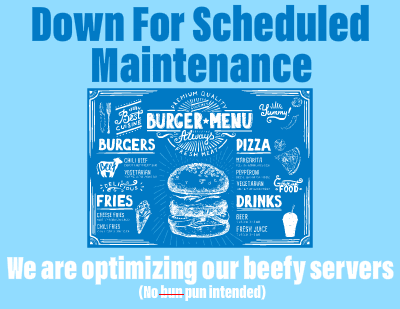 Down For Scheduled
Maintenance
PREMIUM QUALITY
Best
CUISINE
BURGER★MENU
Yummy!
Always
FRESH MEAT
BURGERS
CHILI BEEF
VEGETARIAN
DELICIOUS
FRIES
CHEESE FRIES
CHILI FRIES
PIZZA
MARGARITA
PEPPERONI
VEGETARIAN
FOOD
DRINKS
BEER
FRESH JUICE
We are optimizing our beefy servers
(No bun pun intended)